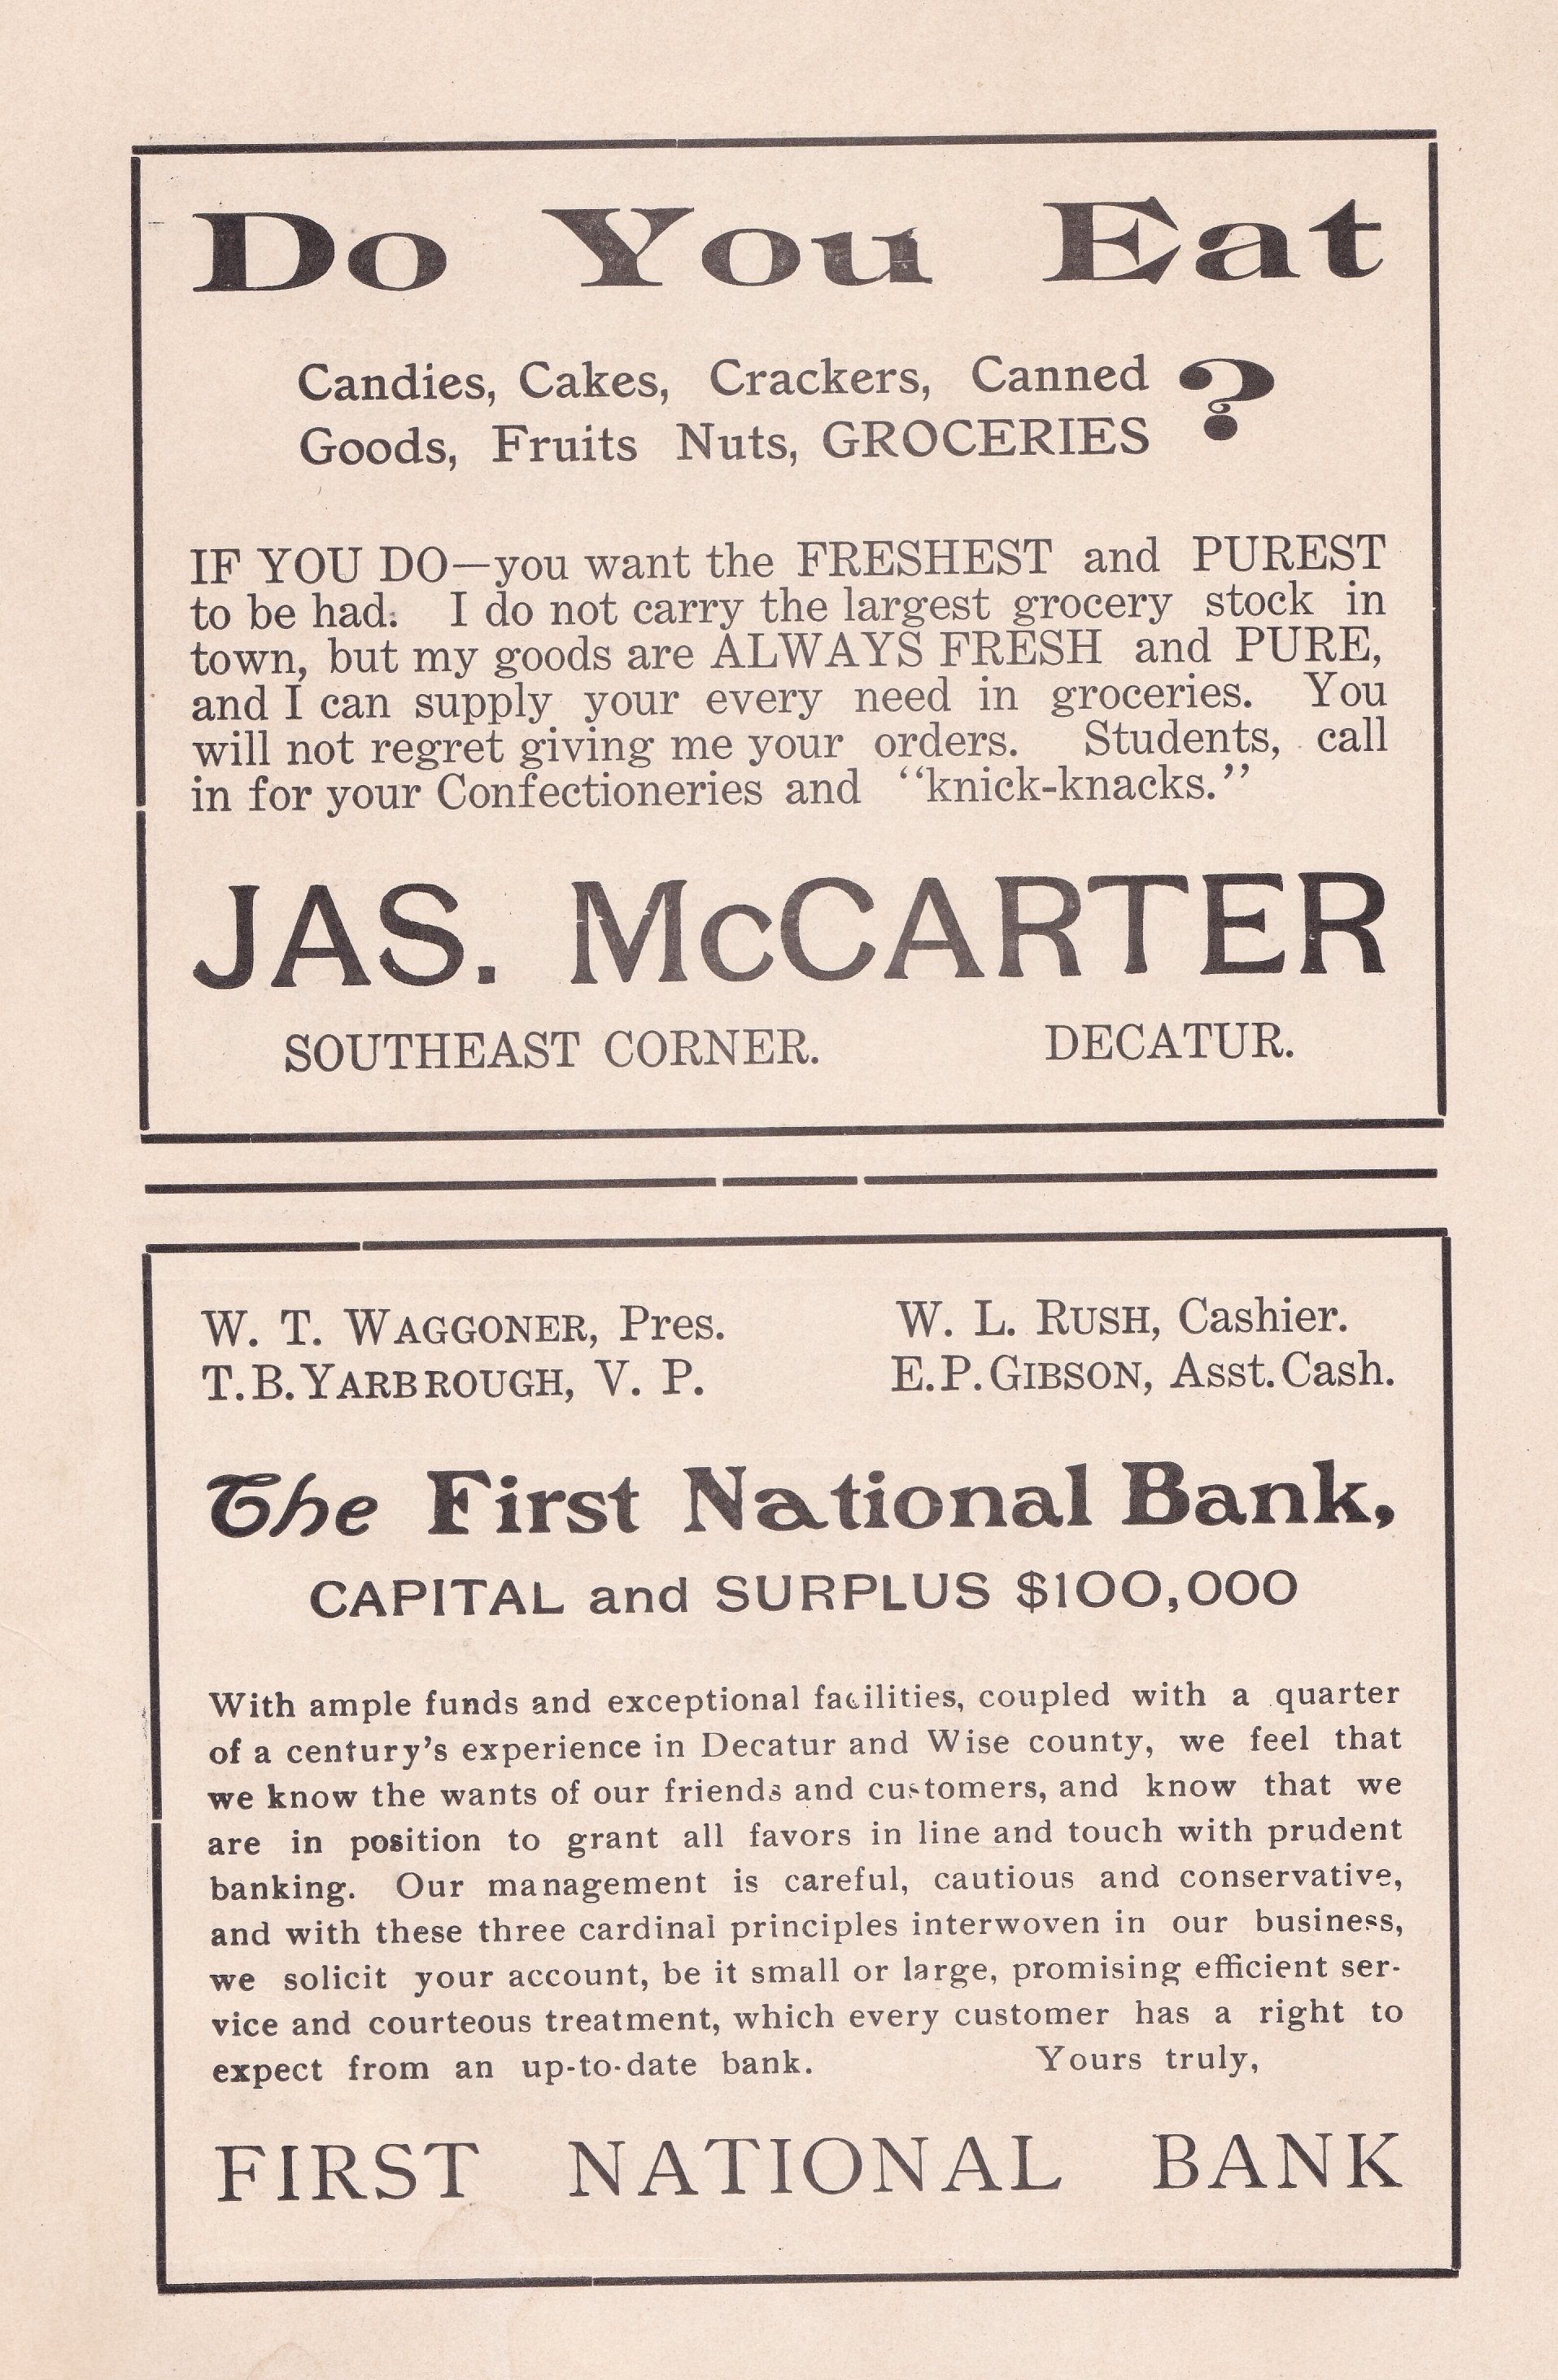 Do You Eat
Candies, Cakes, Crackers, Canned ?
Goods, Fruits Nuts, GROCERIES
IF YOU DO—you want the FRESHEST and PUREST
to be had. I do not carry the largest grocery stock in
town, but my goods are ALWAYS FRESH and PURE,
and I can supply your every need in groceries. You
will not regret giving me your orders. Students, call
in for your Confectioneries and “knick-knacks.”
JAS. McCARTER
SOUTHEAST CORNER. DECATUR.
W. T. WAGGONER, Pres. W. L. RUSH, Cashier.
T. B. YARBROUGH, V. P. E. P. GIBSON, Asst. Cash.
The First National Bank,
CAPITAL and SURPLUS $100,000
With ample funds and exceptional facilities, coupled with a quarter
of a century’s experience in Decatur and Wise county, we feel that
we know the wants of our friends and customers, and know that we
are in position to grant all favors in line and touch with prudent
banking. Our management is careful, cautious and conservative,
and with these three cardinal principles interwoven in our business,
we solicit your account, be it small or large, promising efficient ser-
vice and courteous treatment, which every customer has a right to
expect from an up-to-date bank. Yours truly,
FIRST NATIONAL BANK